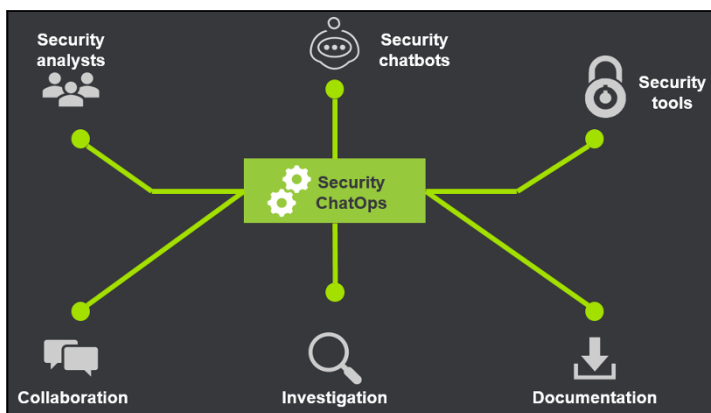 Security
analysts
Security
chatbots
Security
tools
Security
ChatOps
Collaboration
Investigation
Documentation